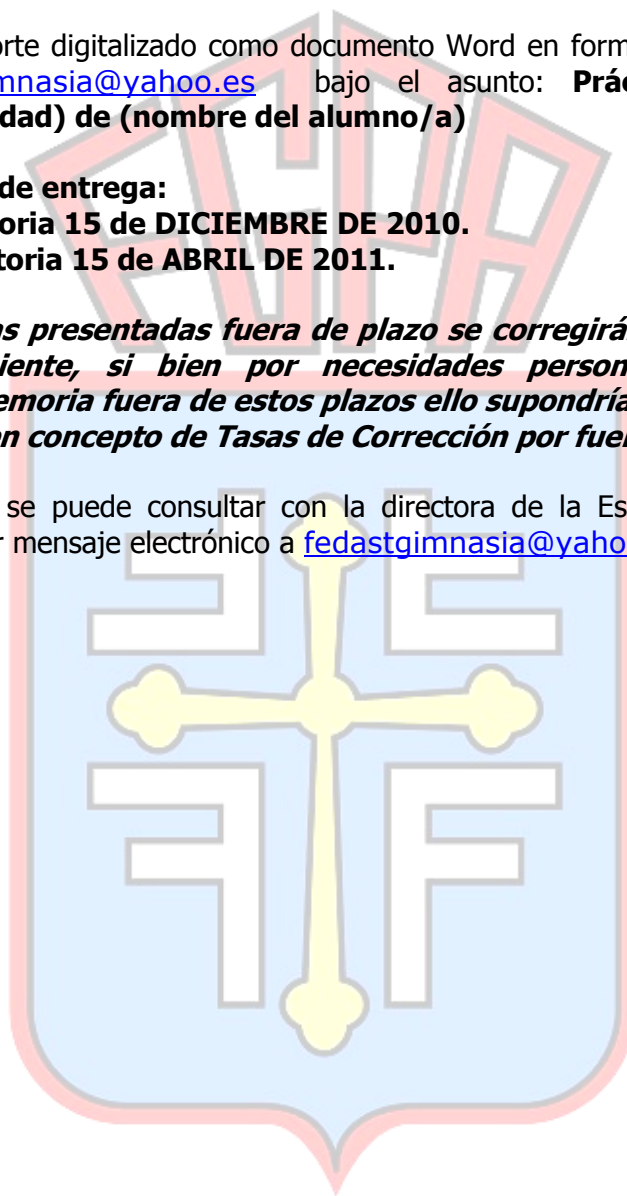 orte digitalizado como documento Word en form
mnasia@yahoo.es bajo el asunto: Prác
dad) de (nombre del alumno/a)
de entrega:
oria 15 de DICIEMBRE DE 2010.
toria 15 de ABRIL DE 2011.
s presentadas fuera de plazo se corregirá
iente, si bien por necesidades person
emoria fuera de estos plazos ello supondría
en concepto de Tasas de Corrección por fuer
se puede consultar con la directora de la Es
r mensaje electrónico a fedastgimnasia@yaho